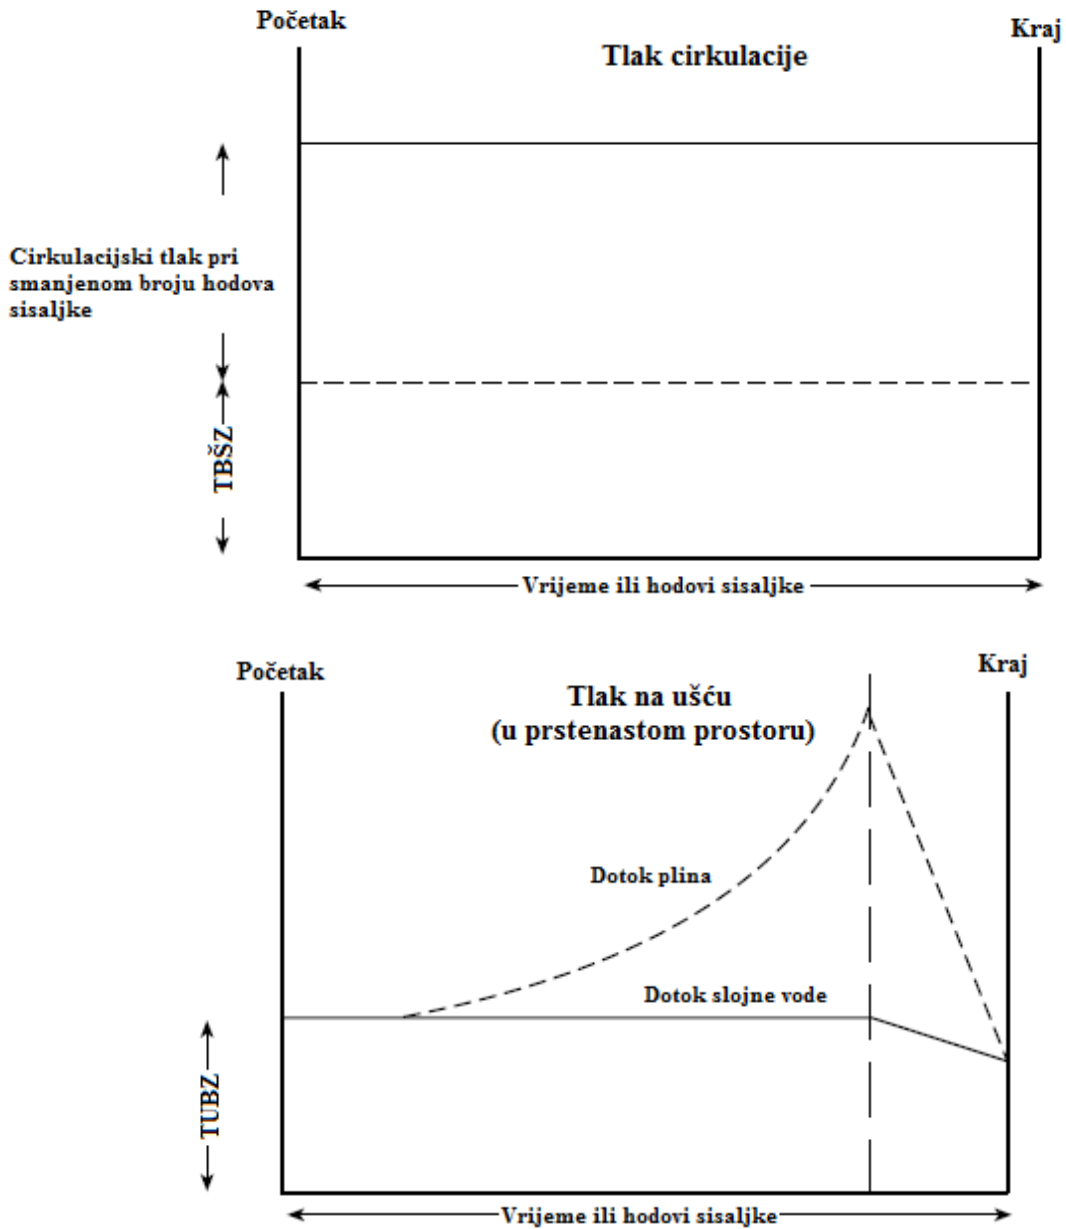 Početak
Kraj
Tlak cirkulacije
Cirkulacijski tlak pri
smanjenom broju hodova
sisaljke
TBŠZ
Vrijeme ili hodovi sisaljke
Početak
Kraj
Tlak na ušću
(u prstenastom prostoru)
Dotok plina
Dotok slojne vode
TUBZ
Vrijeme ili hodovi sisaljke